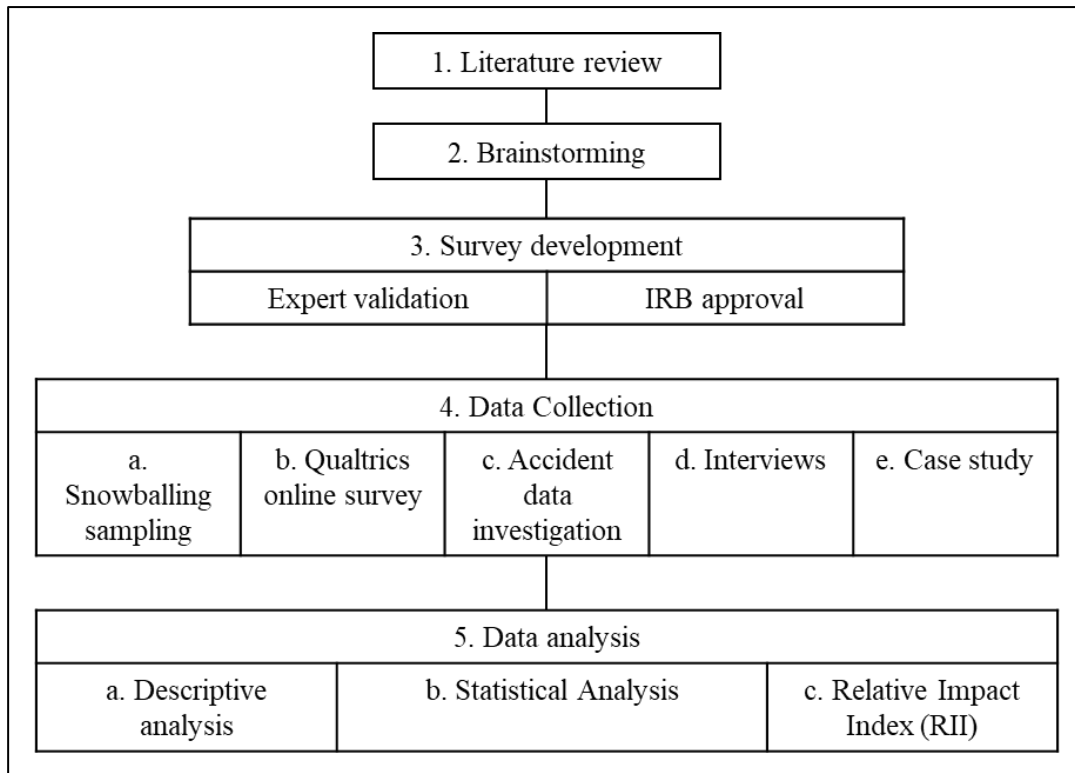 1. Literature review
2. Brainstorming
3. Survey development
Expert validation
IRB approval
4. Data Collection
a.
Snowballing
sampling
b. Qualtrics
online survey
c. Accident
data
investigation
d. Interviews
e. Case study
5. Data analysis
a. Descriptive
analysis
b. Statistical Analysis
c. Relative Impact
Index (RII)